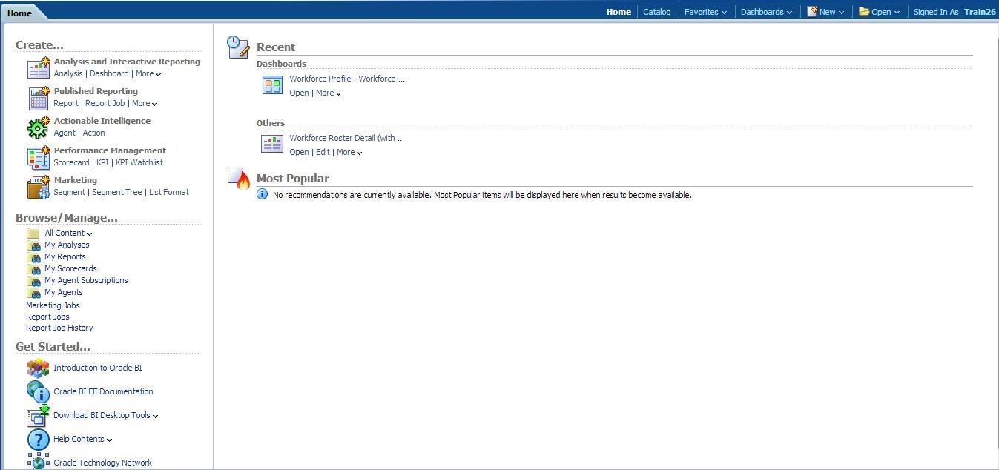 Home
Home Catalog Favorites Dashboards New Open Signed In As Train26
Create...
Analysis and Interactive Reporting
Analysis | Dashboard | More
Published Reporting
Report | Report Job | More
Actionable Intelligence
Agent | Action
Performance Management
Scorecard | KPI | KPI Watchlist
Marketing
Segment | Segment Tree | List Format
Browse/Manage...
All Content
My Analyses
My Reports
My Scorecards
My Agent Subscriptions
My Agents
Marketing Jobs
Report Jobs
Report Job History
Get Started...
Introduction to Oracle BI
Oracle BI EE Documentation
Download BI Desktop Tools
Help Contents
Oracle Technology Network
Recent
Dashboards
Workforce Profile - Workforce ...
Open | More
Others
Workforce Roster Detail (with ...
Open | Edit | More
Most Popular
No recommendations are currently available. Most Popular items will be displayed here when results become available.